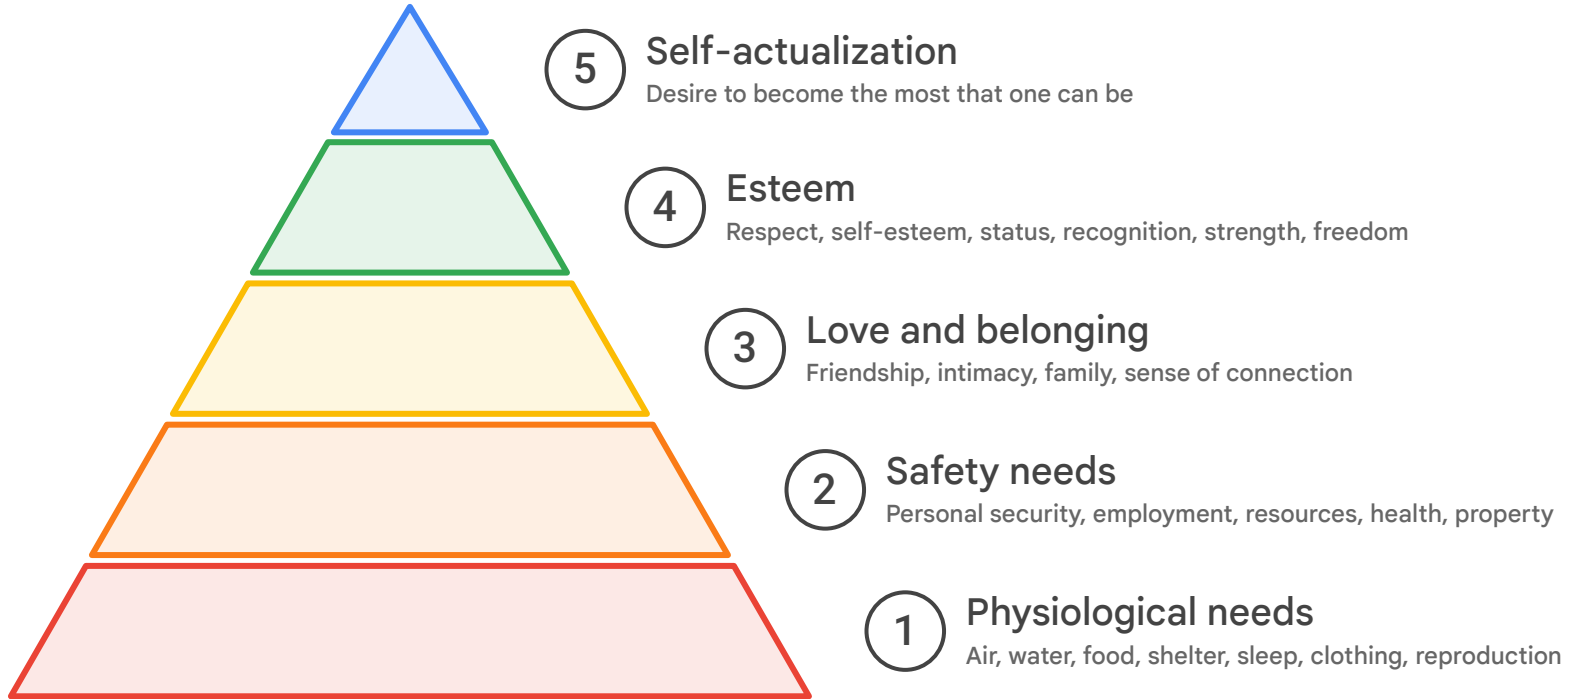 5
Self-actualization
Desire to become the most that one can be
4
Esteem
Respect, self-esteem, status, recognition, strength, freedom
3
Love and belonging
Friendship, intimacy, family, sense of connection
2
Safety needs
Personal security, employment, resources, health, property
1
Physiological needs
Air, water, food, shelter, sleep, clothing, reproduction